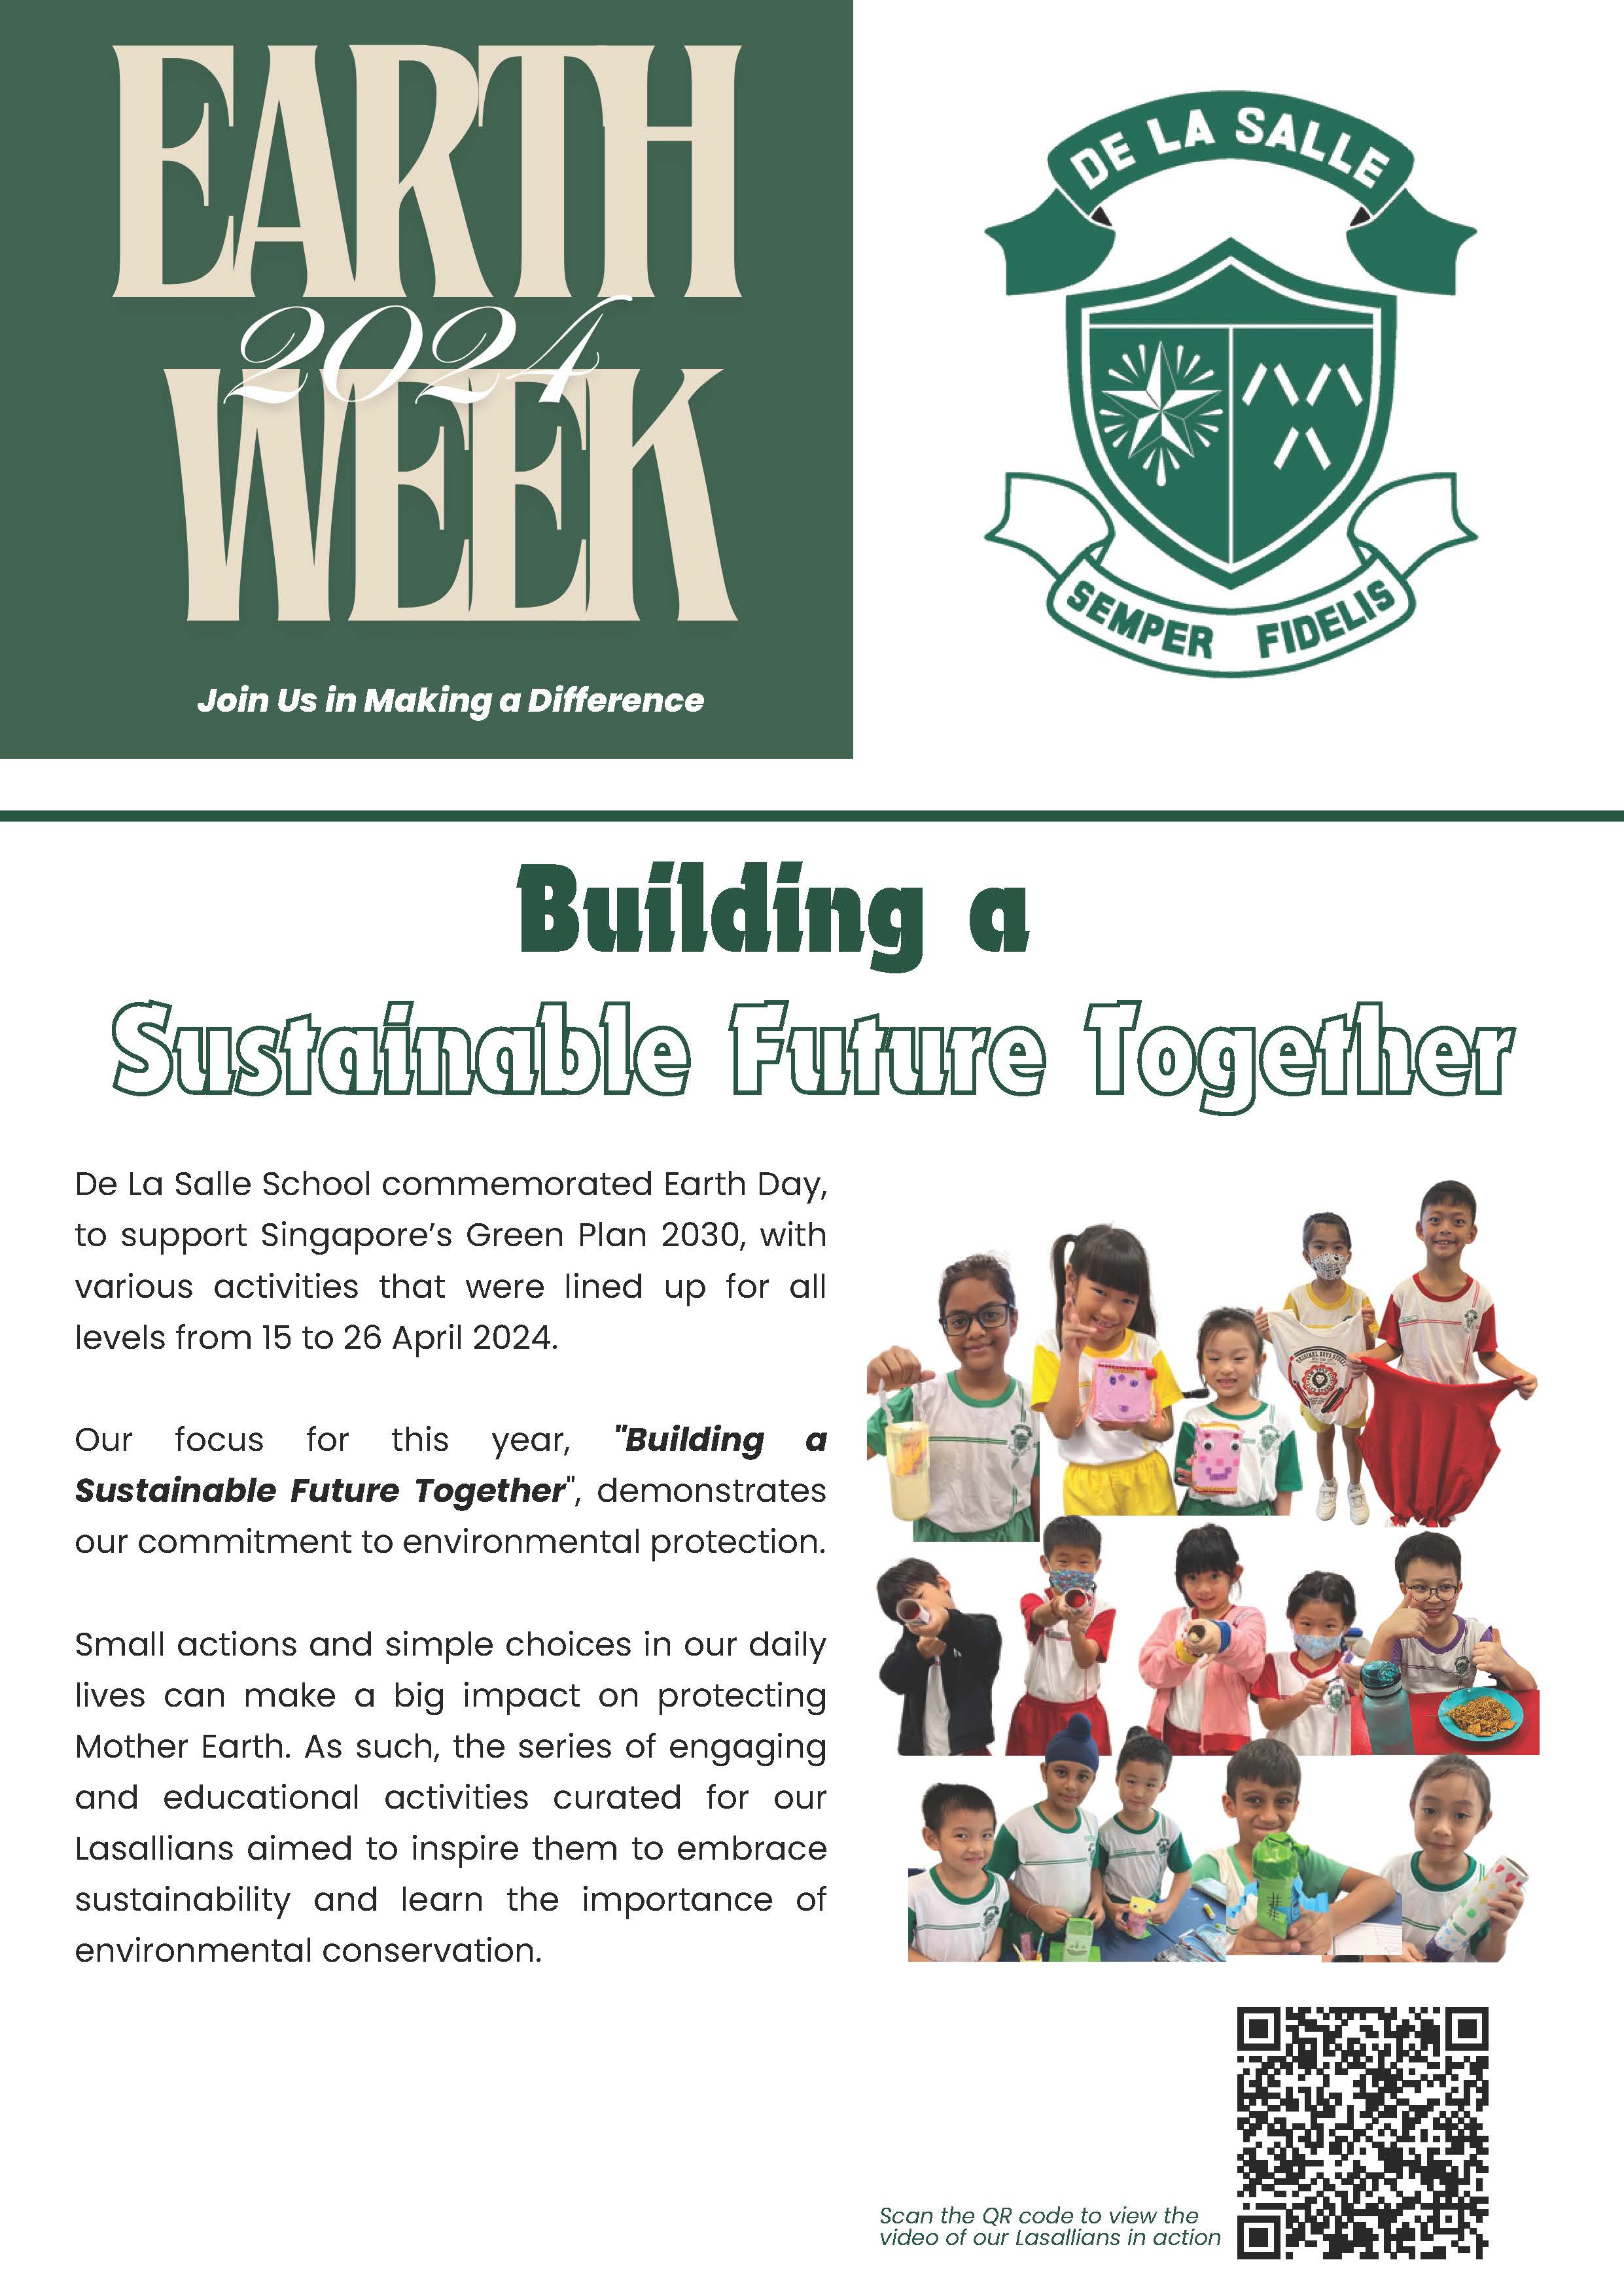 EARTH
2024
WEEK
Join Us in Making a Difference
DE LA SALLE
SEMPER FIDELIS
Building a
Sustainable Future Together
De La Salle School commemorated Earth Day,
to support Singapore’s Green Plan 2030, with
various activities that were lined up for all
levels from 15 to 26 April 2024.
Our focus for this year, "Building a
Sustainable Future Together", demonstrates
our commitment to environmental protection.
Small actions and simple choices in our daily
lives can make a big impact on protecting
Mother Earth. As such, the series of engaging
and educational activities curated for our
Lasallians aimed to inspire them to embrace
sustainability and learn the importance of
environmental conservation.
Scan the QR code to view the
video of our Lasallians in action